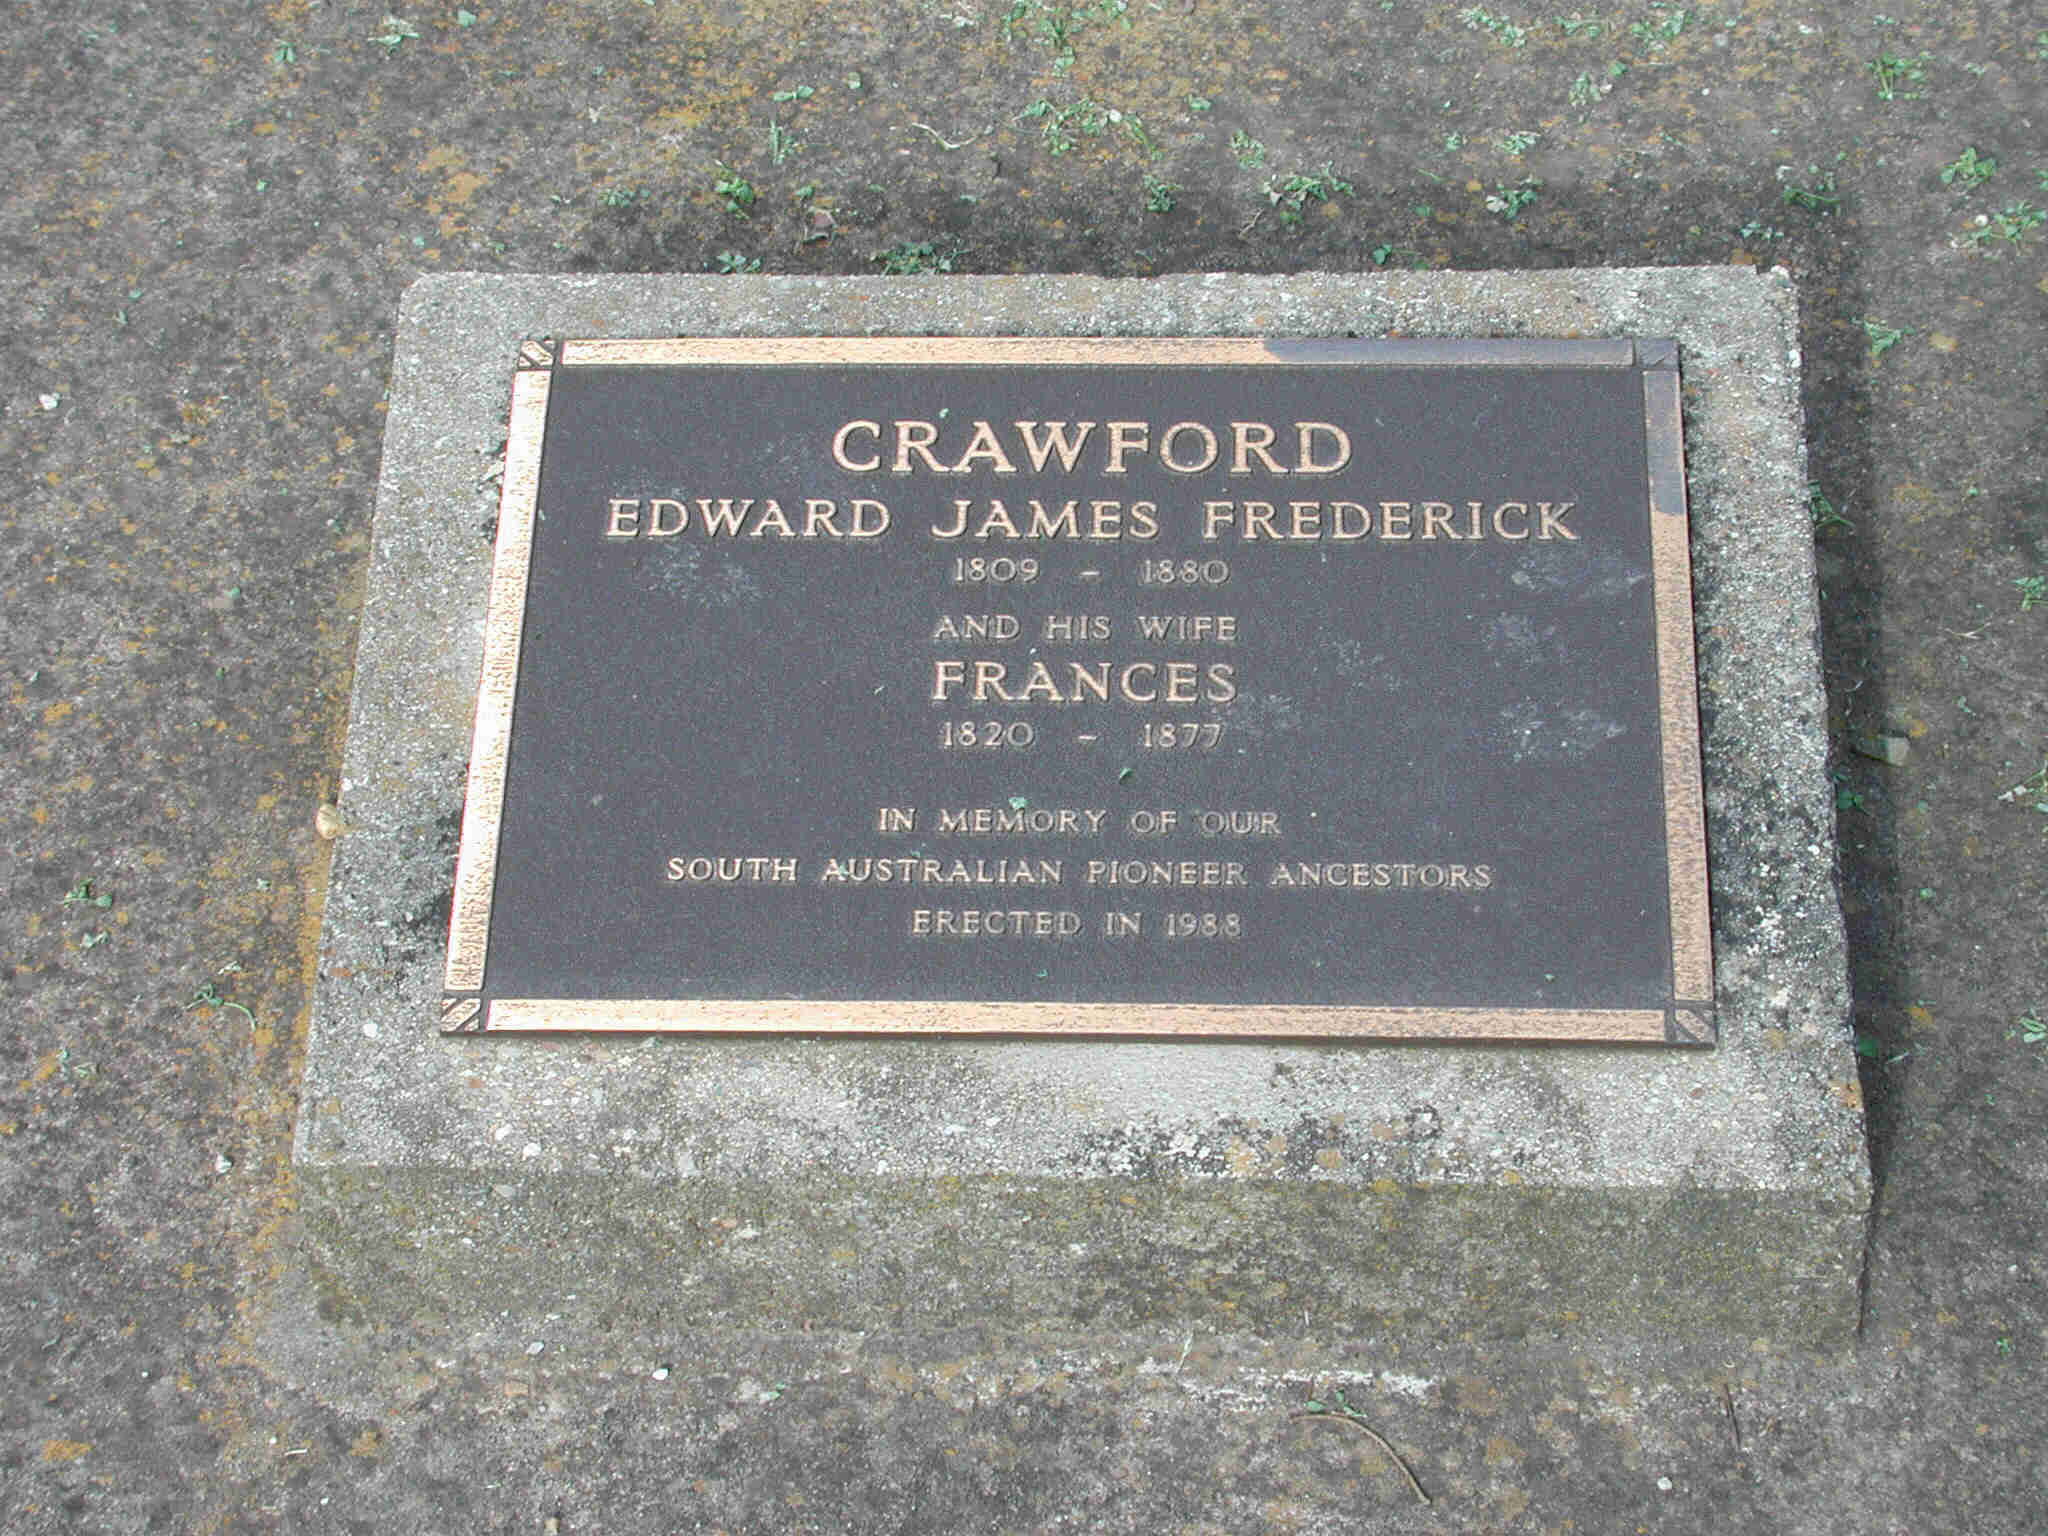 CRAWFORD
EDWARD JAMES FREDERICK
1809 - 1880
AND HIS WIFE
FRANCES
1820 - 1877
IN MEMORY OF OUR
SOUTH AUSTRALIAN PIONEER ANCESTORS
ERECTED IN 1988